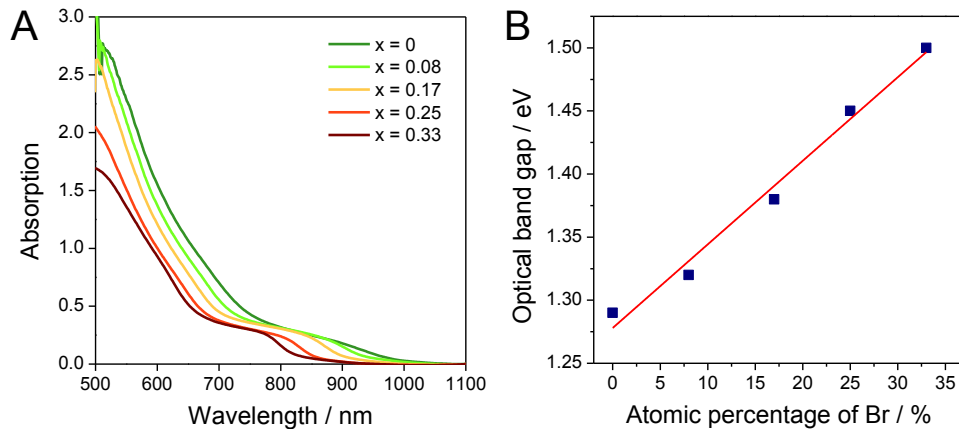 A
3.0
2.5
2.0
1.5
1.0
0.5
0.0
Absorption
500 600 700 800 900 1000 1100
Wavelength / nm
x = 0
x = 0.08
x = 0.17
x = 0.25
x = 0.33
B
1.50
1.45
1.40
1.35
1.30
1.25
Optical band gap / eV
0 5 10 15 20 25 30 35
Atomic percentage of Br / %